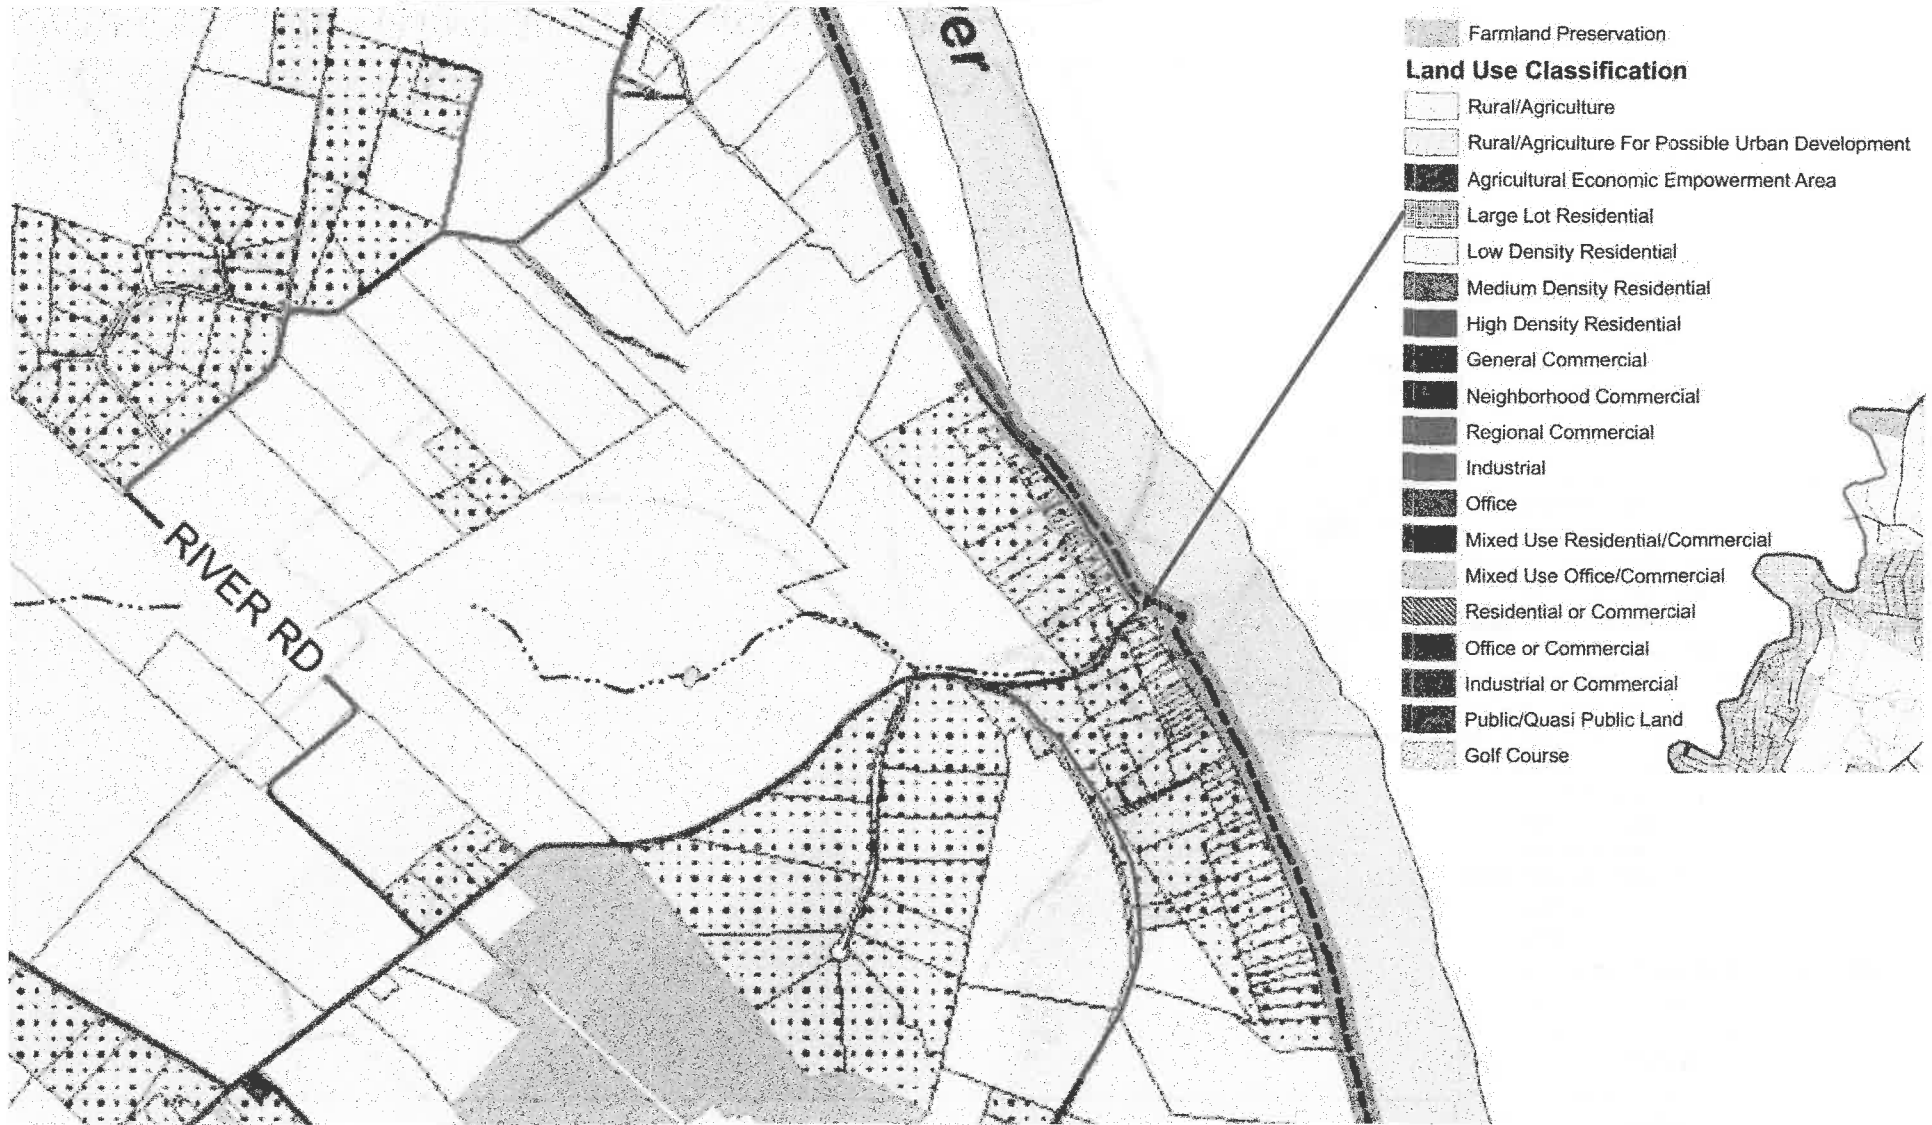 ver
RIVER RD
Farmland Preservation
Land Use Classification
Rural/Agriculture
Rural/Agriculture For Possible Urban Development
Agricultural Economic Empowerment Area
Large Lot Residential
Low Density Residential
Medium Density Residential
High Density Residential
General Commercial
Neighborhood Commercial
Regional Commercial
Industrial
Office
Mixed Use Residential/Commercial
Mixed Use Office/Commercial
Residential or Commercial
Office or Commercial
Industrial or Commercial
Public/Quasi Public Land
Golf Course